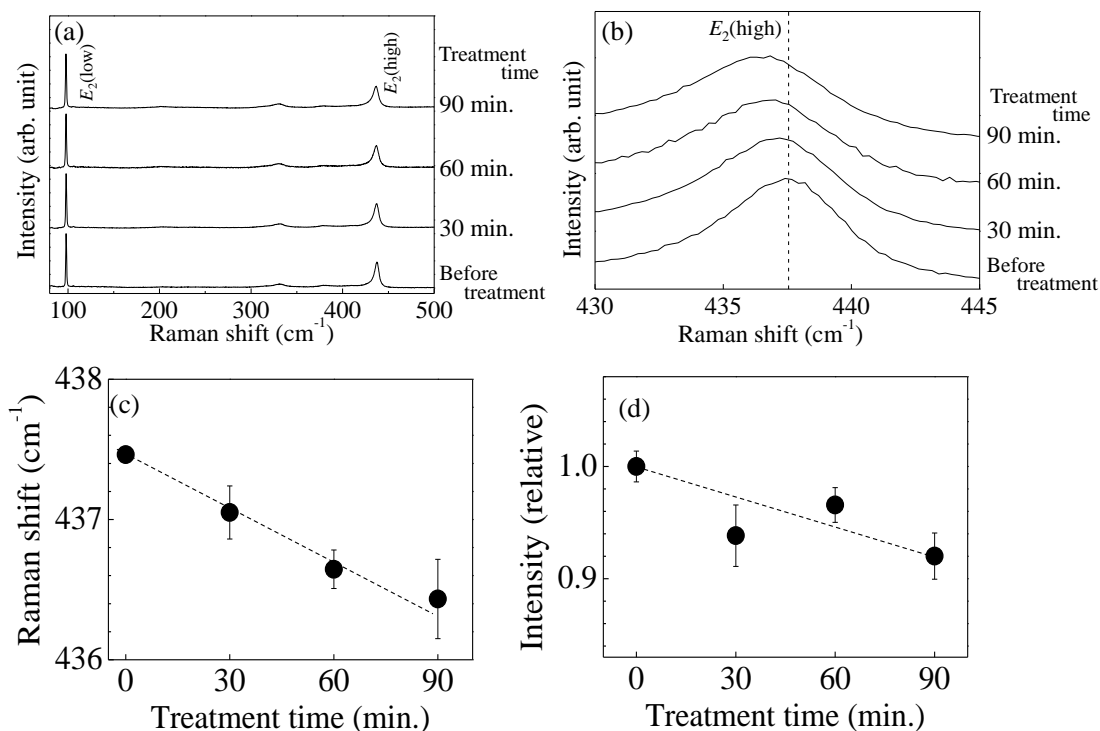 (a)
E2(low)
E2(high)
Treatment
time
90 min.
60 min.
30 min.
Before
treatment
Intensity (arb. unit)
100 200 300 400 500
Raman shift (cm-1)
(b)
E2(high)
Treatment
time
90 min.
60 min.
30 min.
Before
treatment
Intensity (arb. unit)
430 435 440 445
Raman shift (cm-1)
(c)
438
437
436
Raman shift (cm-1)
0 30 60 90
Treatment time (min.)
(d)
1.0
0.9
Intensity (relative)
0 30 60 90
Treatment time (min.)